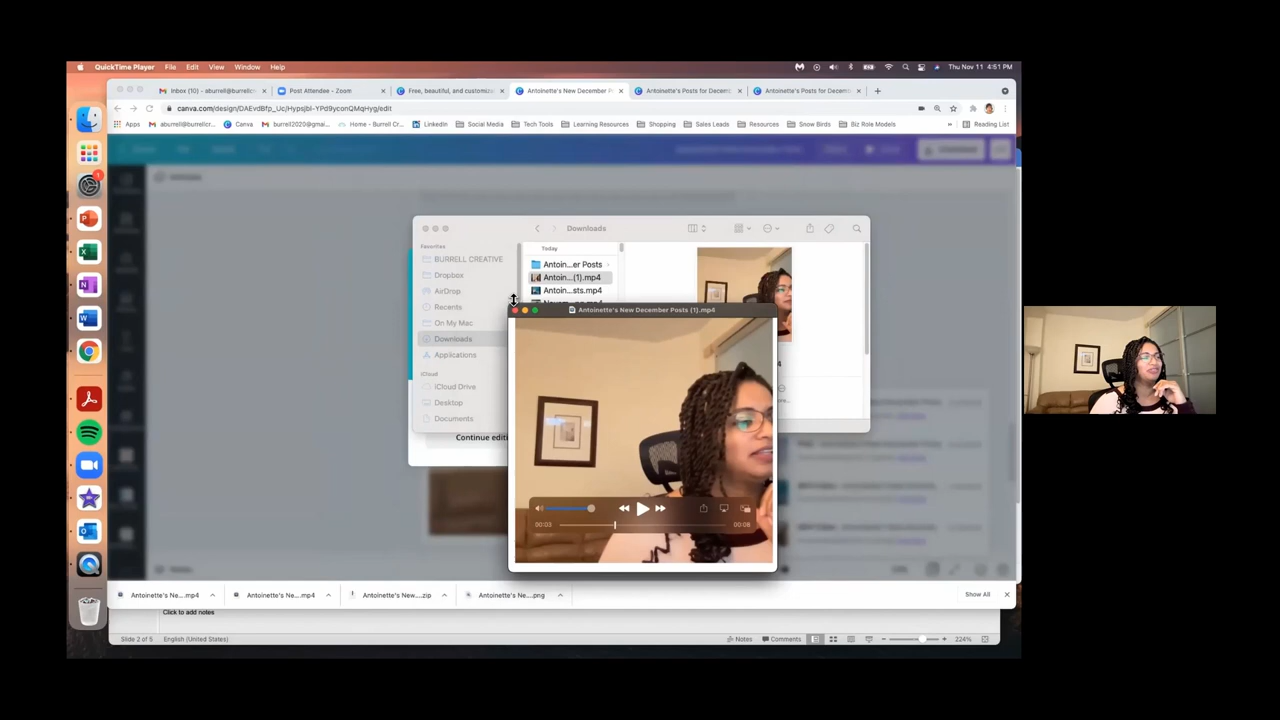 QuickTime Player File Edit View Window Help Thu Nov 11 4:51 PM
Inbox (10) - aburrell@burrellc Post Attendee - Zoom Free, beautiful, and customiz Antoinette's New December P Antoinette's Posts for Decem Antoinette's Posts for Decem
canva.com/design/
Apps aburrell@burrellcr... Canva burrell2020@gmai... Home - Burrell Cr... LinkedIn Social Media Tech Tools Learning Resources Shopping Sales Leads Resources Snow Birds Biz Role Models » Reading List
Downloads
Favorites
BURRELL CREATIVE
Dropbox
AirDrop
Recents
On My Mac
Downloads
Applications
iCloud
iCloud Drive
Desktop
Documents
Today
Antoin...er Posts
Antoin...(1).mp4
Antoin...sts.mp4
Antoinette's New December Posts (1).mp4
Continue editi
00:03 00:08
Antoinette's Ne....mp4 Antoinette's Ne....mp4 Antoinette's New....zip Antoinette's Ne....png Show All
Click to add notes
Slide 2 of 5 English (United States) Notes Comments 224%